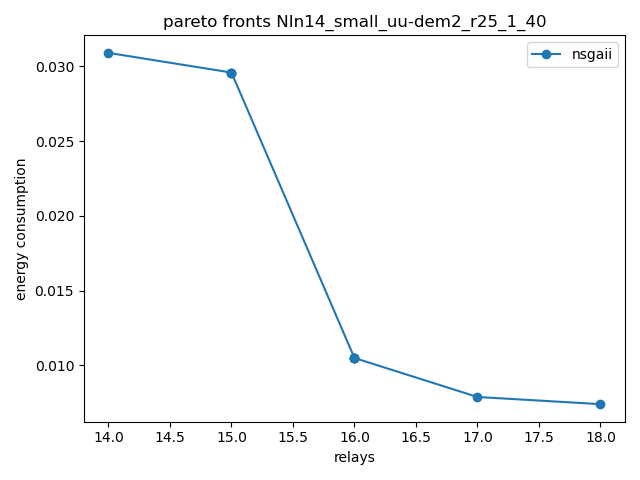 pareto fronts NIn14_small_uu-dem2_r25_1_40
nsgaii
energy consumption
0.030
0.025
0.020
0.015
0.010
14.0 14.5 15.0 15.5 16.0 16.5 17.0 17.5 18.0
relays